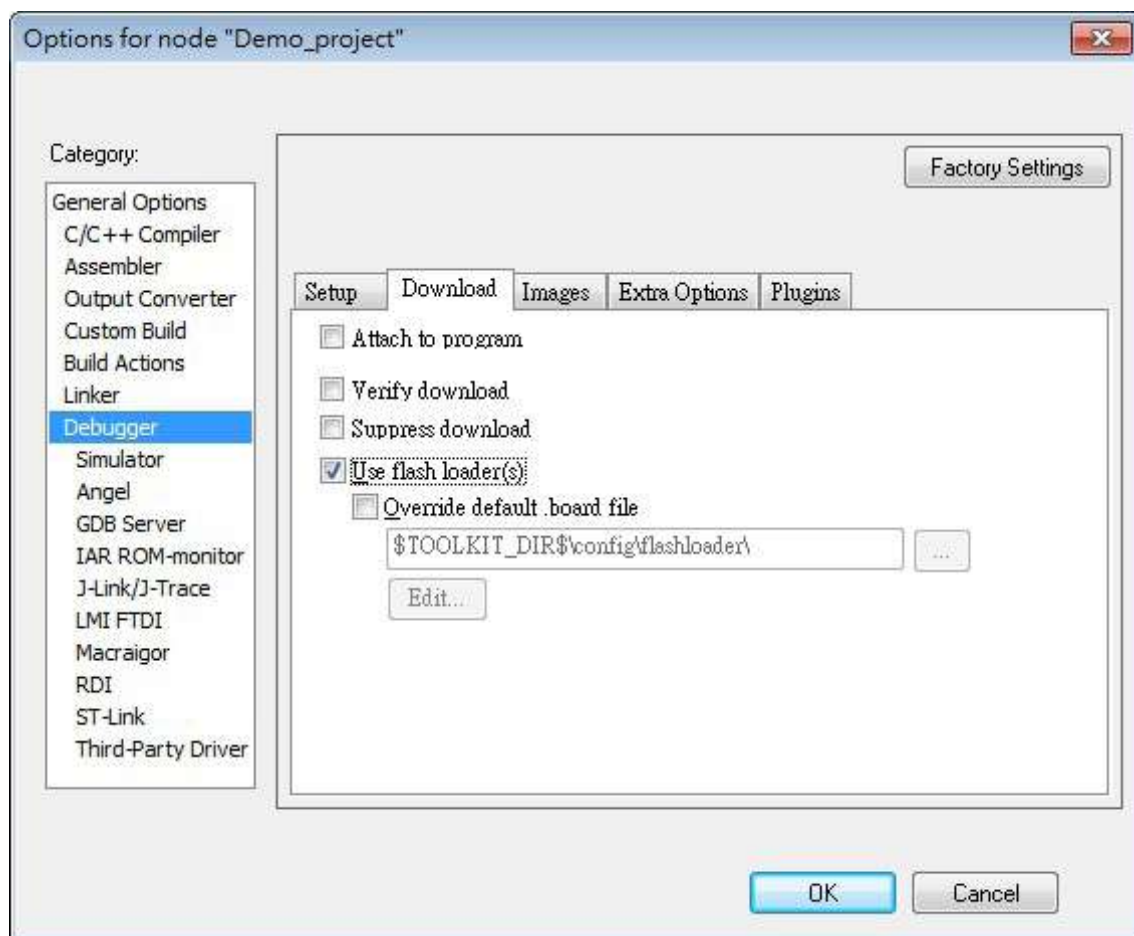 Options for node "Demo_project"
Category:
Factory Settings
General Options
C/C++ Compiler
Assembler
Output Converter
Custom Build
Build Actions
Linker
Debugger
Simulator
Angel
GDB Server
IAR ROM-monitor
J-Link/J-Trace
LMI FTDI
Macraigor
RDI
ST-Link
Third-Party Driver
Setup Download Images Extra Options Plugins
Attach to program
Verify download
Suppress download
Use flash loader(s)
Override default .board file
$TOOLKIT_DIR$\config\flashloader\ ...
Edit...
OK Cancel